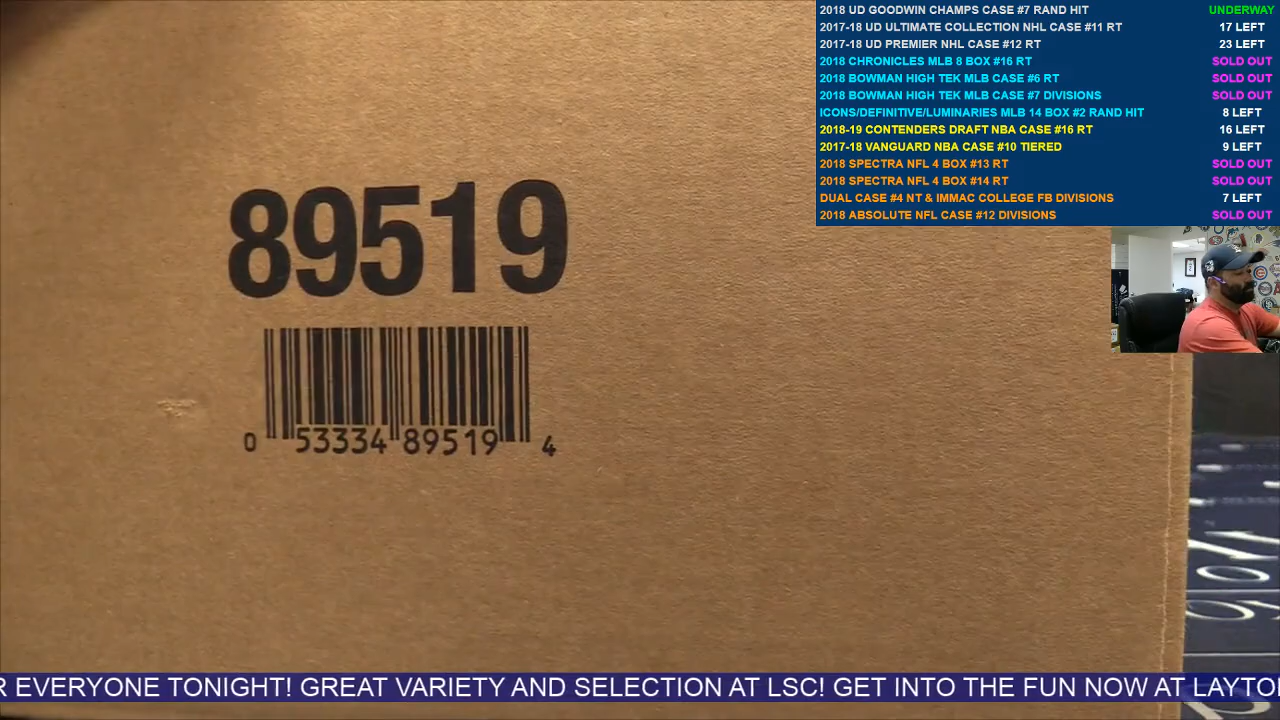 2018 UD GOODWIN CHAMPS CASE #7 RAND HIT UNDERWAY
2017-18 UD ULTIMATE COLLECTION NHL CASE #11 RT 17 LEFT
2017-18 UD PREMIER NHL CASE #12 RT 23 LEFT
2018 CHRONICLES MLB 8 BOX #16 RT SOLD OUT
2018 BOWMAN HIGH TEK MLB CASE #6 RT SOLD OUT
2018 BOWMAN HIGH TEK MLB CASE #7 DIVISIONS SOLD OUT
ICONS/DEFINITIVE/LUMINARIES MLB 14 BOX #2 RAND HIT 8 LEFT
2018-19 CONTENDERS DRAFT NBA CASE #16 RT 16 LEFT
2017-18 VANGUARD NBA CASE #10 TIERED 9 LEFT
2018 SPECTRA NFL 4 BOX #13 RT SOLD OUT
2018 SPECTRA NFL 4 BOX #14 RT SOLD OUT
DUAL CASE #4 NT & IMMAC COLLEGE FB DIVISIONS 7 LEFT
2018 ABSOLUTE NFL CASE #12 DIVISIONS SOLD OUT
89519
0 53334 89519 4
R EVERYONE TONIGHT! GREAT VARIETY AND SELECTION AT LSC! GET INTO THE FUN NOW AT LAYTO